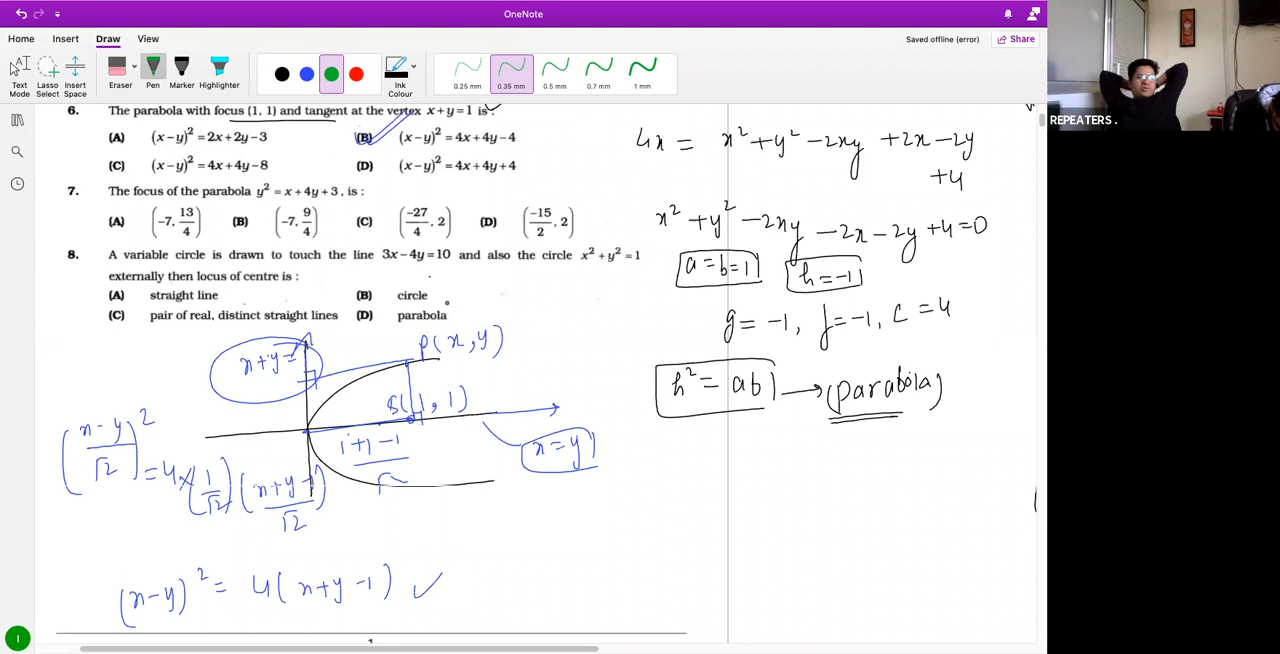 OneNote
Home Insert Draw View
Saved offline (error) Share
Text Mode
Lasso Select
Insert Space
Eraser
Pen
Marker
Highlighter
Ink Colour
0.25 mm 0.35 mm 0.5 mm 0.7 mm 1 mm
REPEATERS .
6. The parabola with focus (1, 1) and tangent at the vertex x + y = 1 is :
(A) (x−y)² = 2x+2y−3 (B) (x−y)² = 4x+4y−4
(C) (x−y)² = 4x+4y−8 (D) (x−y)² = 4x+4y+4
7. The focus of the parabola y² = x+4y+3, is :
(A) (−7, 13/4) (B) (−7, 9/4) (C) (−27/4, 2) (D) (−15/2, 2)
8. A variable circle is drawn to touch the line 3x−4y=10 and also the circle x²+y²=1
externally then locus of centre is :
(A) straight line (B) circle
(C) pair of real, distinct straight lines (D) parabola
x+y=
P(x, y)
S(1, 1)
x=y
1+1−1
((x−y)/√2)² = 4×(1/√2)((x+y−1)/√2)
(x−y)² = 4(x+y−1) ✓
4x = x²+y²−2xy +2x−2y
+4
x²+y²−2xy −2x−2y+4=0
a=b=1 h=−1
g=−1, f=−1, c=4
h²=ab → (parabola)
1
I